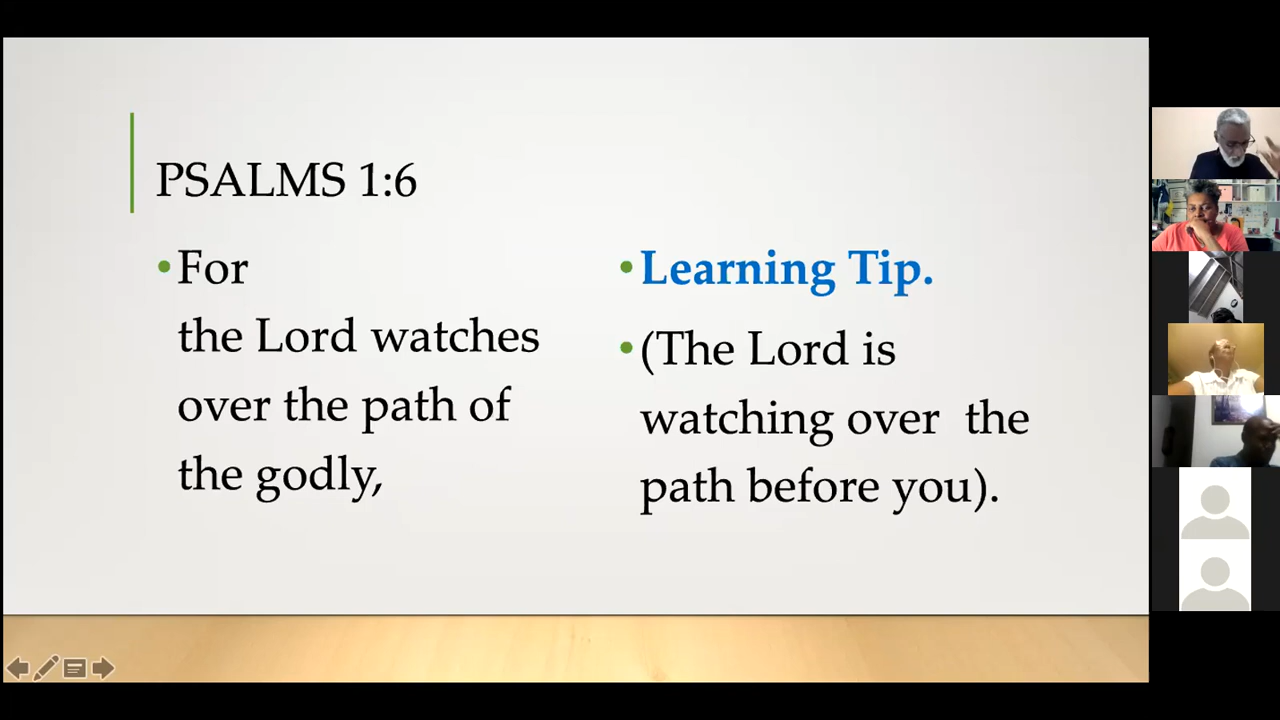 PSALMS 1:6
•For
the Lord watches
over the path of
the godly,
•Learning Tip.
•(The Lord is
watching over  the
path before you).